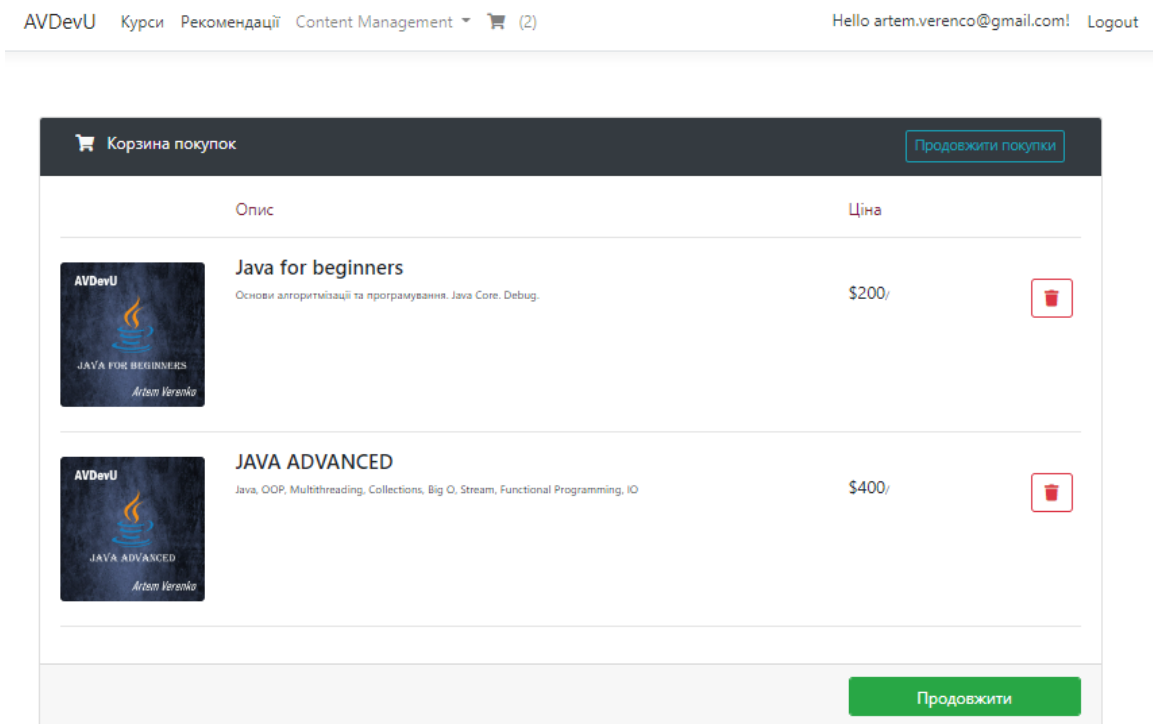 AVDevU Курси Рекомендації Content Management (2) Hello artem.verenco@gmail.com! Logout
Корзина покупок Продовжити покупки
Опис Ціна
AVDevU
JAVA FOR BEGINNERS
Artem Verenko
Java for beginners
Основи алгоритмізації та програмування. Java Core. Debug.
$200/
AVDevU
JAVA ADVANCED
Artem Verenko
JAVA ADVANCED
Java, OOP, Multithreading, Collections, Big O, Stream, Functional Programming, IO
$400/
Продовжити